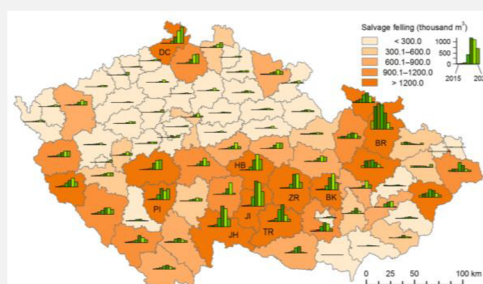 Salvage felling (thousand m³)
< 300.0
300.1–600.0
600.1–900.0
900.1–1200.0
> 1200.0
1000
500
0
2015
DC
BR
HB
ZR
BK
PI
JI
JH
TR
0 25 50 100 km